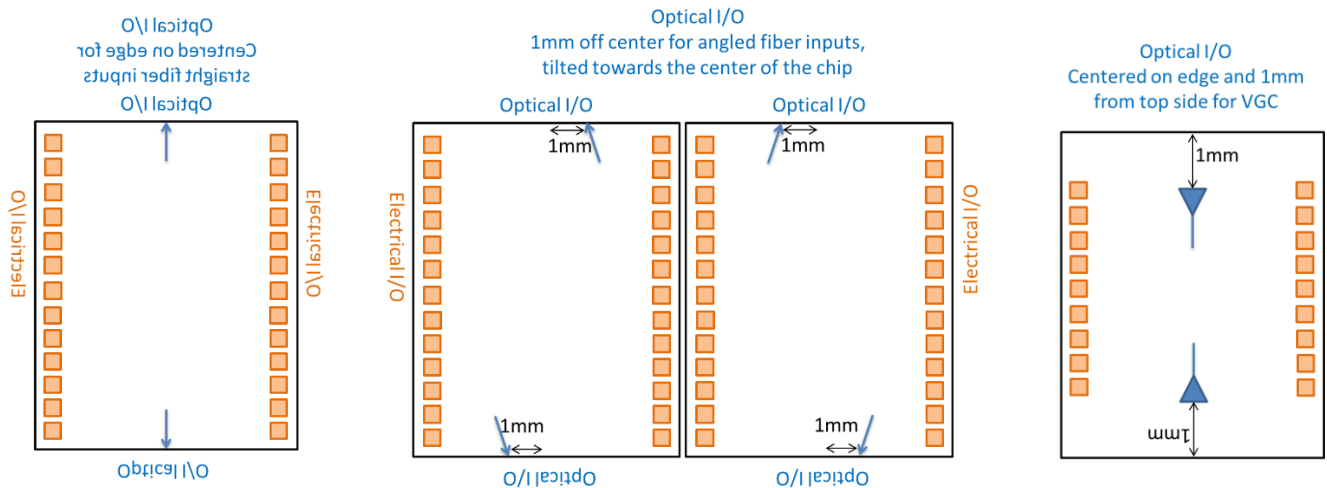 Optical I/O
Centered on edge for
straight fiber inputs
Optical I/O
Electrical I/O
Electrical I/O
Optical I/O
Optical I/O
1mm off center for angled fiber inputs,
tilted towards the center of the chip
Optical I/O
Optical I/O
1mm
1mm
Electrical I/O
Electrical I/O
1mm
1mm
Optical I/O
Optical I/O
Optical I/O
Centered on edge and 1mm
from top side for VGC
1mm
1mm